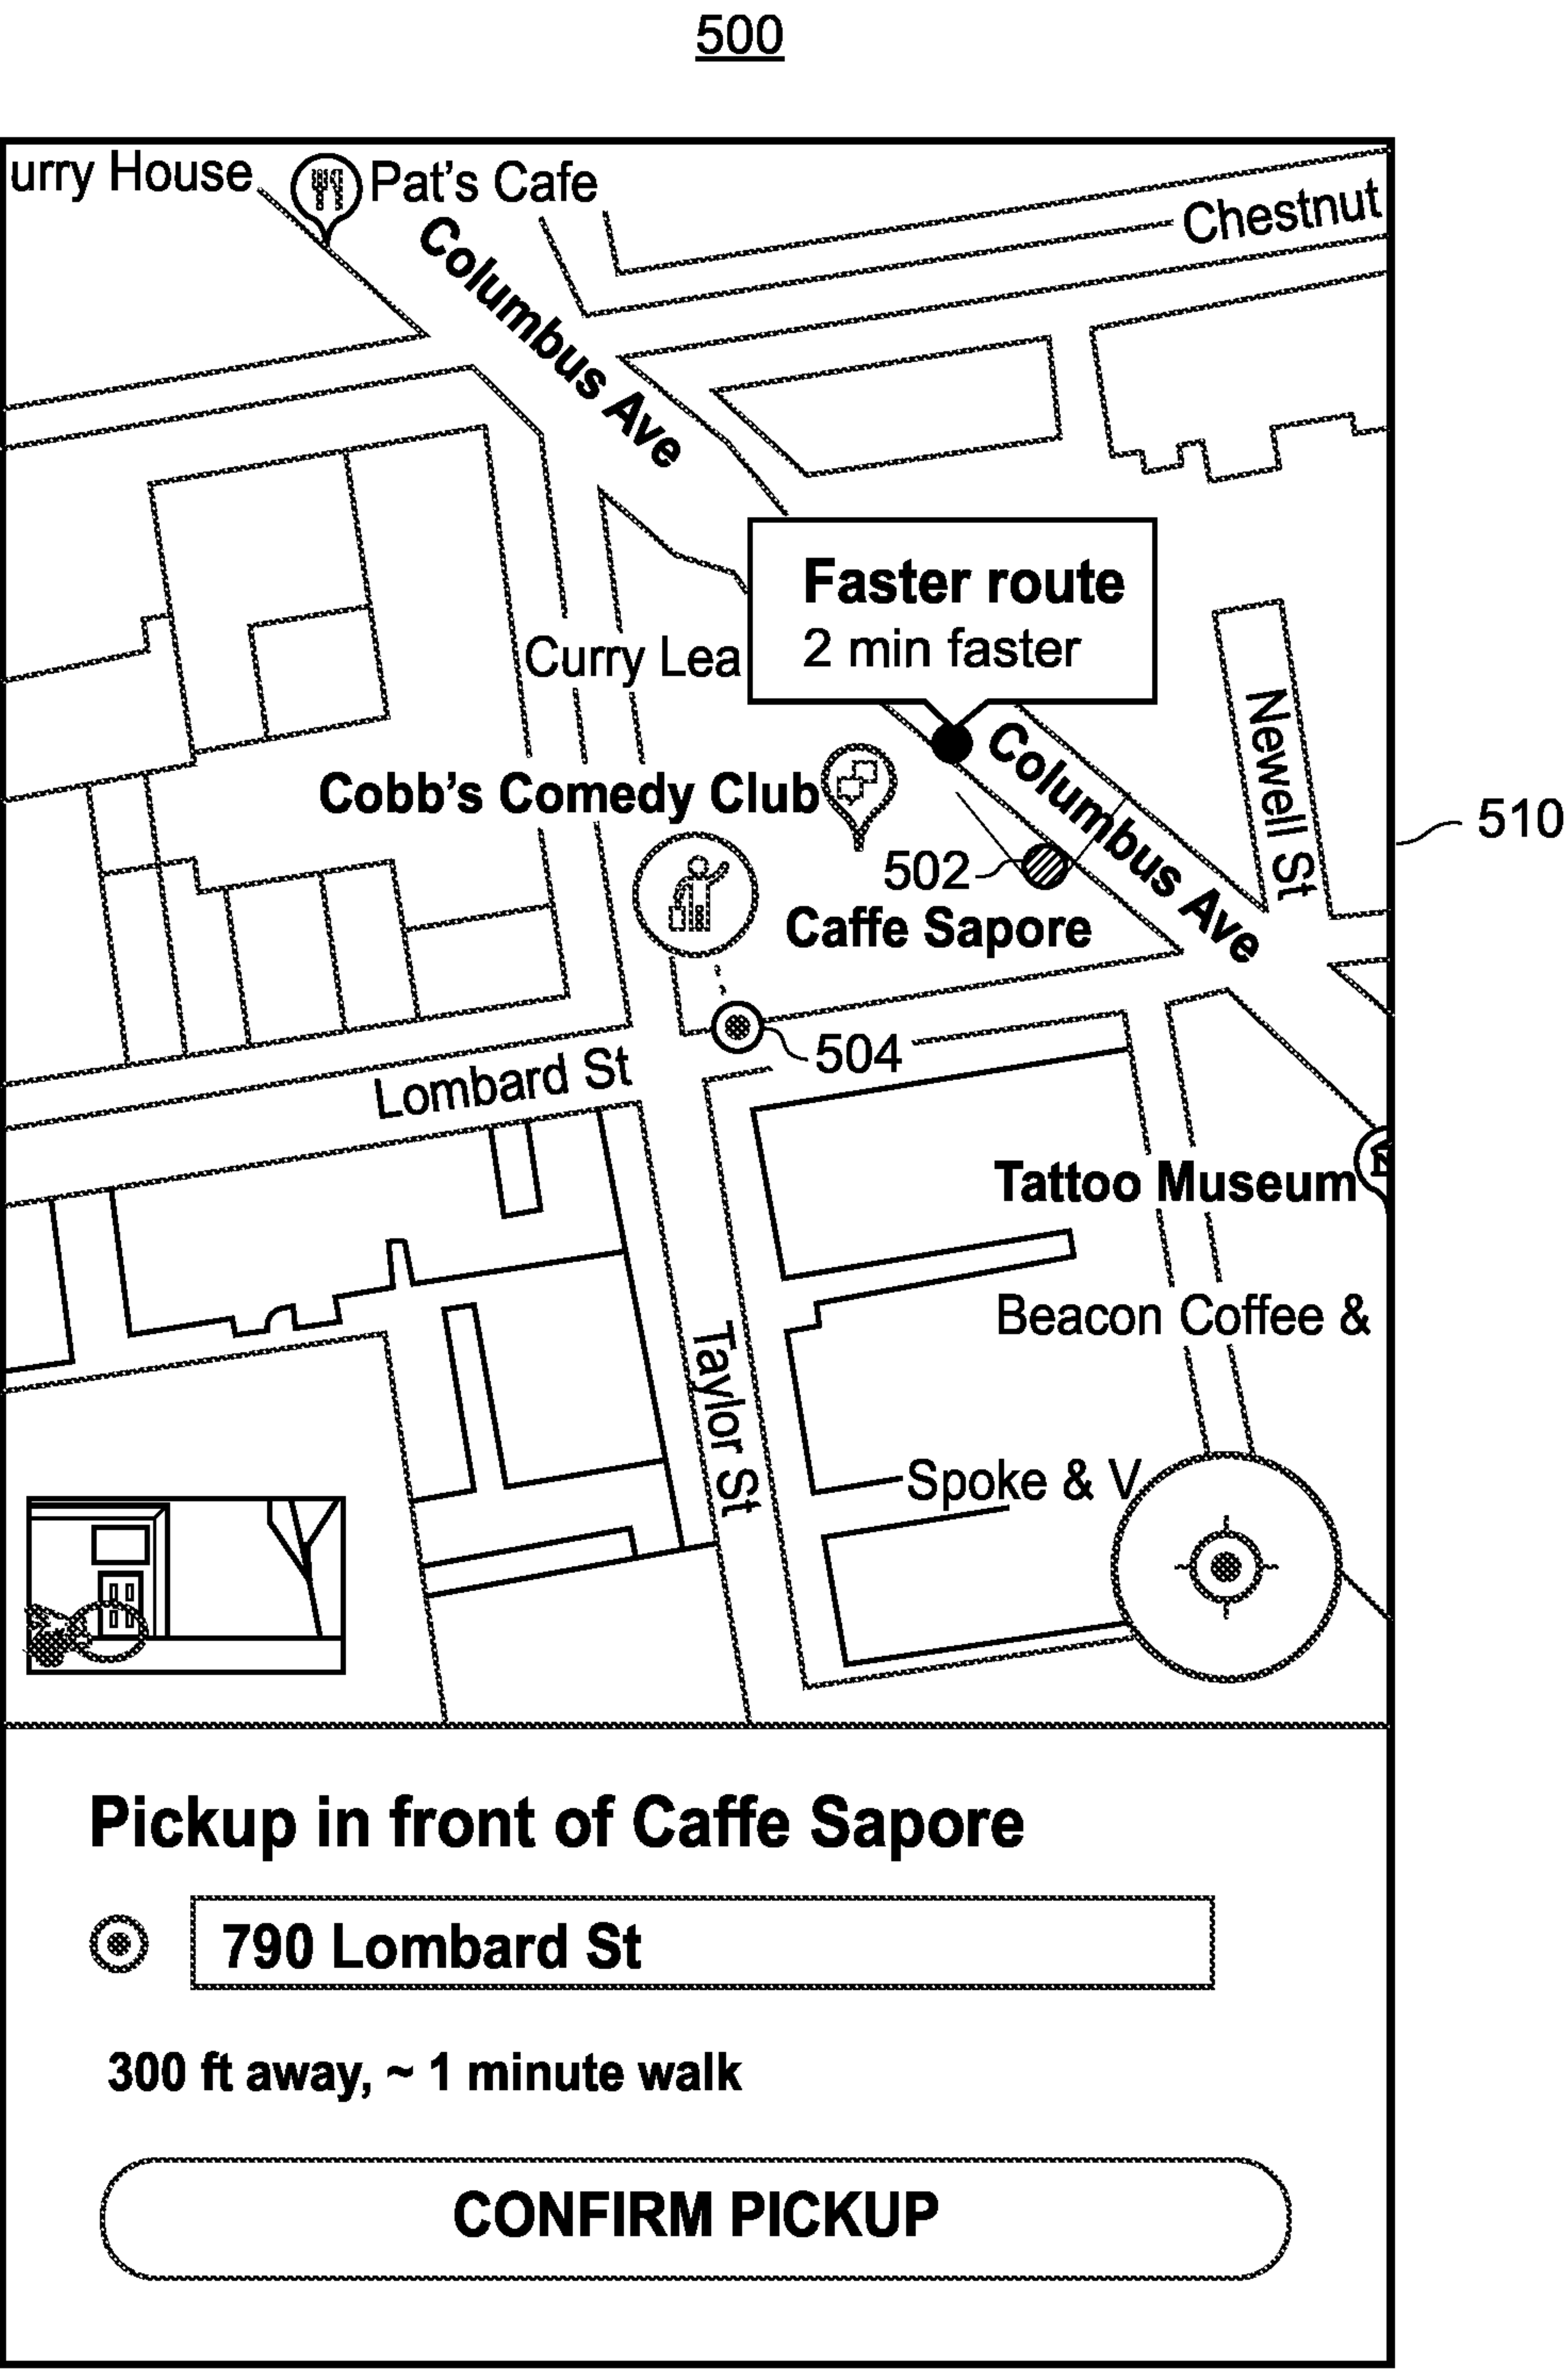 500
urry House
Pat's Cafe
Chestnut
Columbus Ave
Faster route
2 min faster
Curry Lea
Newell St
Columbus Ave
Cobb's Comedy Club
510
502
Caffe Sapore
504
Lombard St
Tattoo Museum
Beacon Coffee &
Taylor St
Spoke & V
Pickup in front of Caffe Sapore
790 Lombard St
300 ft away, ~ 1 minute walk
CONFIRM PICKUP